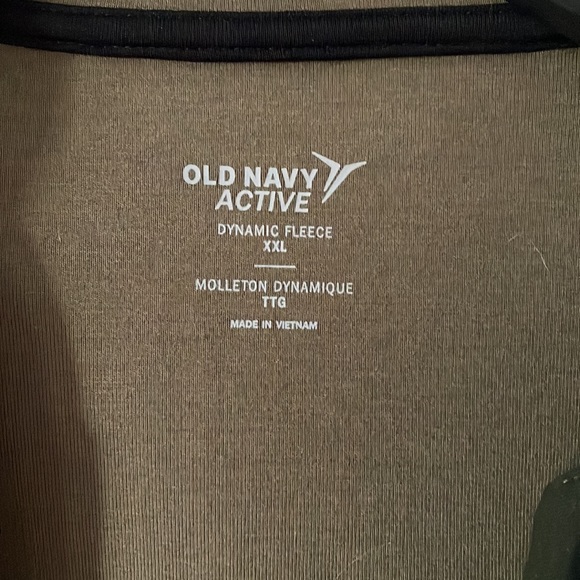 OLD NAVY
ACTIVE
DYNAMIC FLEECE
XXL
MOLLETON DYNAMIQUE
TTG
MADE IN VIETNAM